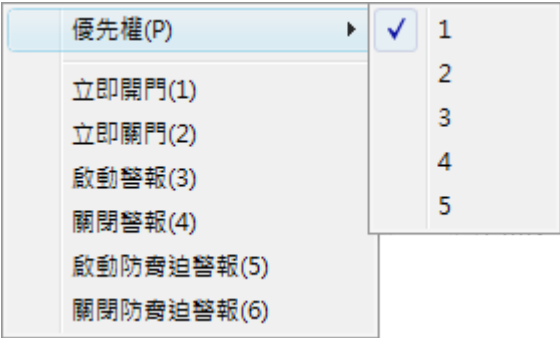 優先權(P)
立即開門(1)
立即關門(2)
啟動警報(3)
關閉警報(4)
啟動防脅迫警報(5)
關閉防脅迫警報(6)
1
2
3
4
5